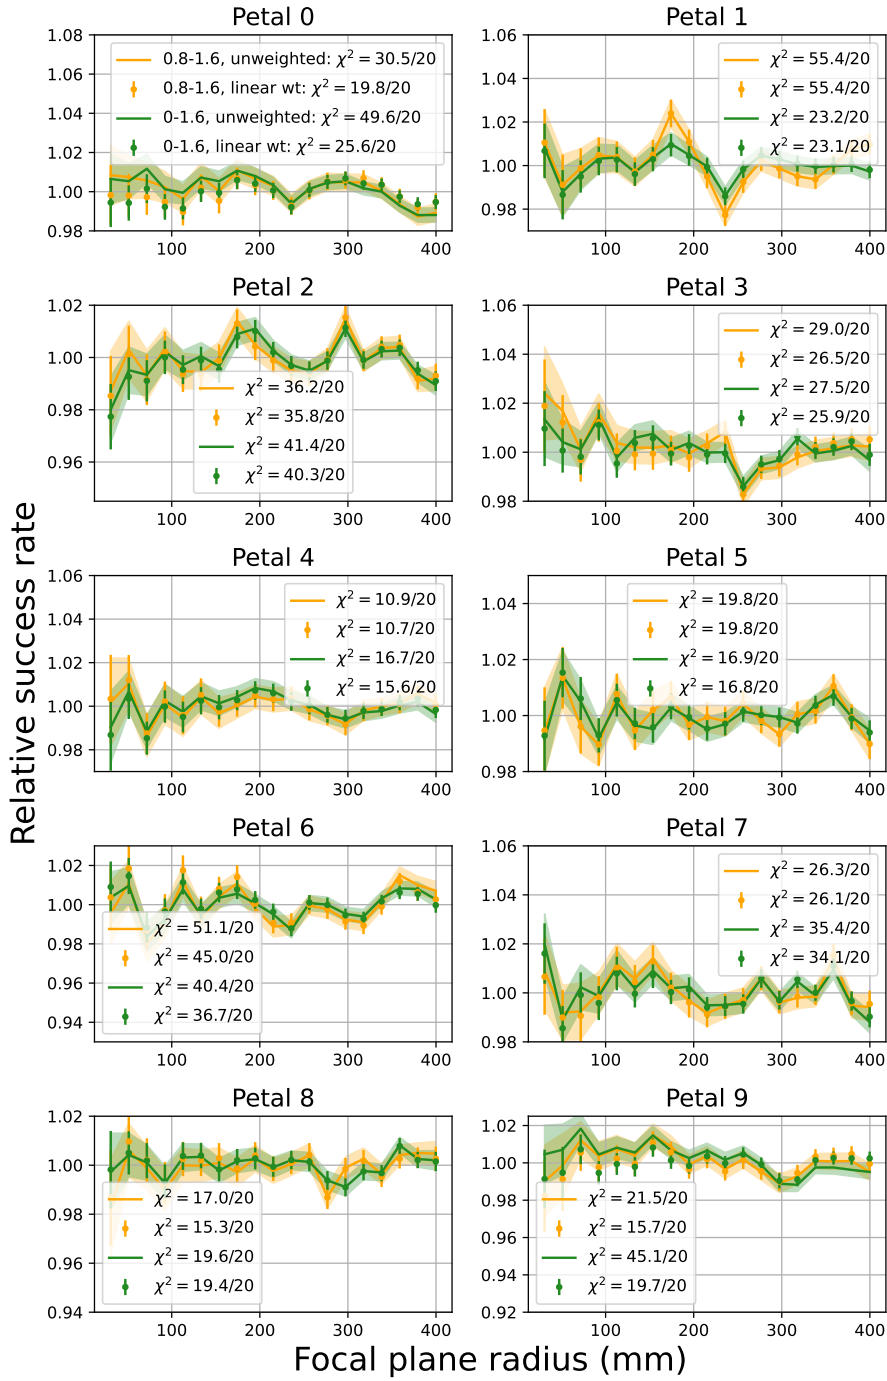 Petal 0
1.08
1.06
1.04
1.02
1.00
0.98
0.8-1.6, unweighted: χ² = 30.5/20
0.8-1.6, linear wt: χ² = 19.8/20
0-1.6, unweighted: χ² = 49.6/20
0-1.6, linear wt: χ² = 25.6/20
100 200 300 400
Petal 1
1.06
1.04
1.02
1.00
0.98
χ² = 55.4/20
χ² = 55.4/20
χ² = 23.2/20
χ² = 23.1/20
100 200 300 400
Petal 2
1.02
1.00
0.98
0.96
χ² = 36.2/20
χ² = 35.8/20
χ² = 41.4/20
χ² = 40.3/20
100 200 300 400
Petal 3
1.06
1.04
1.02
1.00
0.98
χ² = 29.0/20
χ² = 26.5/20
χ² = 27.5/20
χ² = 25.9/20
100 200 300 400
Petal 4
1.06
1.04
1.02
1.00
0.98
χ² = 10.9/20
χ² = 10.7/20
χ² = 16.7/20
χ² = 15.6/20
100 200 300 400
Petal 5
1.04
1.02
1.00
0.98
χ² = 19.8/20
χ² = 19.8/20
χ² = 16.9/20
χ² = 16.8/20
100 200 300 400
Petal 6
1.02
1.00
0.98
0.96
0.94
χ² = 51.1/20
χ² = 45.0/20
χ² = 40.4/20
χ² = 36.7/20
100 200 300 400
Petal 7
1.06
1.04
1.02
1.00
0.98
χ² = 26.3/20
χ² = 26.1/20
χ² = 35.4/20
χ² = 34.1/20
100 200 300 400
Petal 8
1.02
1.00
0.98
0.96
0.94
χ² = 17.0/20
χ² = 15.3/20
χ² = 19.6/20
χ² = 19.4/20
100 200 300 400
Petal 9
1.02
1.00
0.98
0.96
0.94
0.92
χ² = 21.5/20
χ² = 15.7/20
χ² = 45.1/20
χ² = 19.7/20
100 200 300 400
Relative success rate
Focal plane radius (mm)